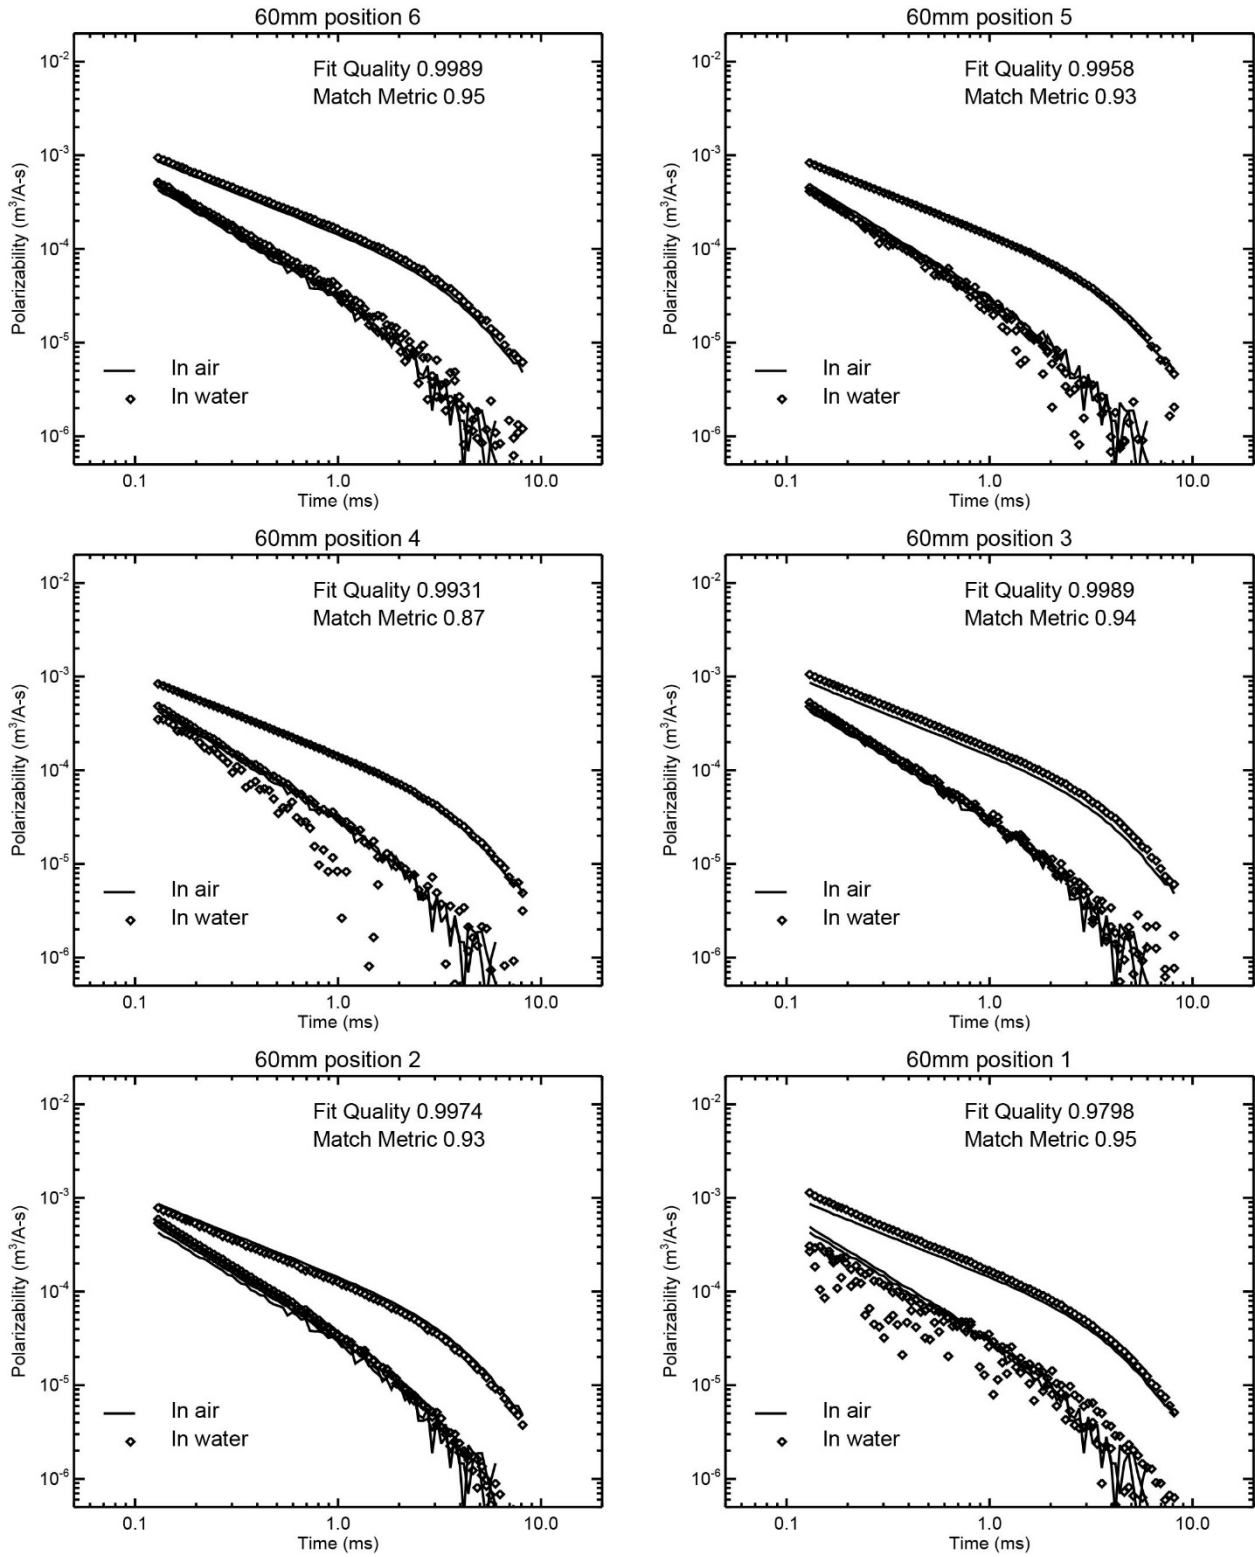 60mm position 6
Fit Quality 0.9989
Match Metric 0.95
10⁻²
10⁻³
10⁻⁴
10⁻⁵
10⁻⁶
Polarizability (m³/A-s)
In air
In water
0.1 1.0 10.0
Time (ms)
60mm position 5
Fit Quality 0.9958
Match Metric 0.93
10⁻²
10⁻³
10⁻⁴
10⁻⁵
10⁻⁶
Polarizability (m³/A-s)
In air
In water
0.1 1.0 10.0
Time (ms)
60mm position 4
Fit Quality 0.9931
Match Metric 0.87
10⁻²
10⁻³
10⁻⁴
10⁻⁵
10⁻⁶
Polarizability (m³/A-s)
In air
In water
0.1 1.0 10.0
Time (ms)
60mm position 3
Fit Quality 0.9989
Match Metric 0.94
10⁻²
10⁻³
10⁻⁴
10⁻⁵
10⁻⁶
Polarizability (m³/A-s)
In air
In water
0.1 1.0 10.0
Time (ms)
60mm position 2
Fit Quality 0.9974
Match Metric 0.93
10⁻²
10⁻³
10⁻⁴
10⁻⁵
10⁻⁶
Polarizability (m³/A-s)
In air
In water
0.1 1.0 10.0
Time (ms)
60mm position 1
Fit Quality 0.9798
Match Metric 0.95
10⁻²
10⁻³
10⁻⁴
10⁻⁵
10⁻⁶
Polarizability (m³/A-s)
In air
In water
0.1 1.0 10.0
Time (ms)